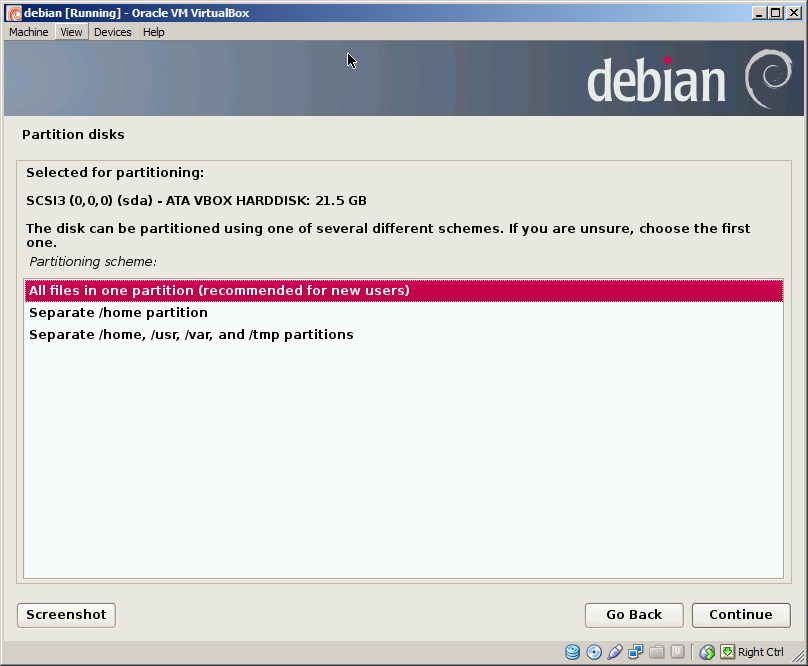 debian [Running] - Oracle VM VirtualBox
Machine View Devices Help
debian
Partition disks
Selected for partitioning:
SCSI3 (0,0,0) (sda) - ATA VBOX HARDDISK: 21.5 GB
The disk can be partitioned using one of several different schemes. If you are unsure, choose the first
one.
Partitioning scheme:
All files in one partition (recommended for new users)
Separate /home partition
Separate /home, /usr, /var, and /tmp partitions
Screenshot Go Back Continue
Right Ctrl